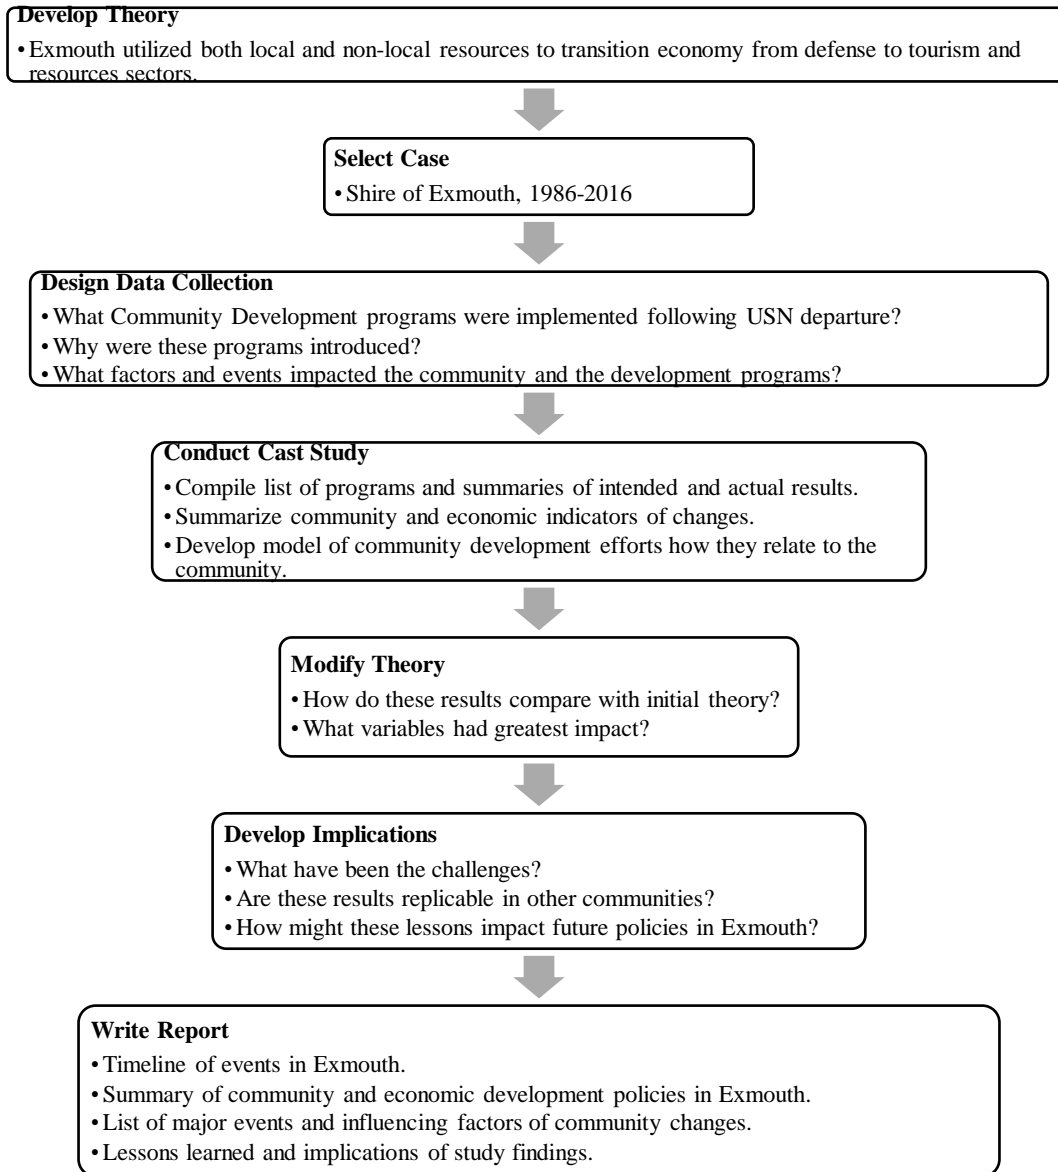 Develop Theory
• Exmouth utilized both local and non-local resources to transition economy from defense to tourism and
resources sectors.
Select Case
• Shire of Exmouth, 1986-2016
Design Data Collection
• What Community Development programs were implemented following USN departure?
• Why were these programs introduced?
• What factors and events impacted the community and the development programs?
Conduct Cast Study
• Compile list of programs and summaries of intended and actual results.
• Summarize community and economic indicators of changes.
• Develop model of community development efforts how they relate to the
community.
Modify Theory
• How do these results compare with initial theory?
• What variables had greatest impact?
Develop Implications
• What have been the challenges?
• Are these results replicable in other communities?
• How might these lessons impact future policies in Exmouth?
Write Report
• Timeline of events in Exmouth.
• Summary of community and economic development policies in Exmouth.
• List of major events and influencing factors of community changes.
• Lessons learned and implications of study findings.